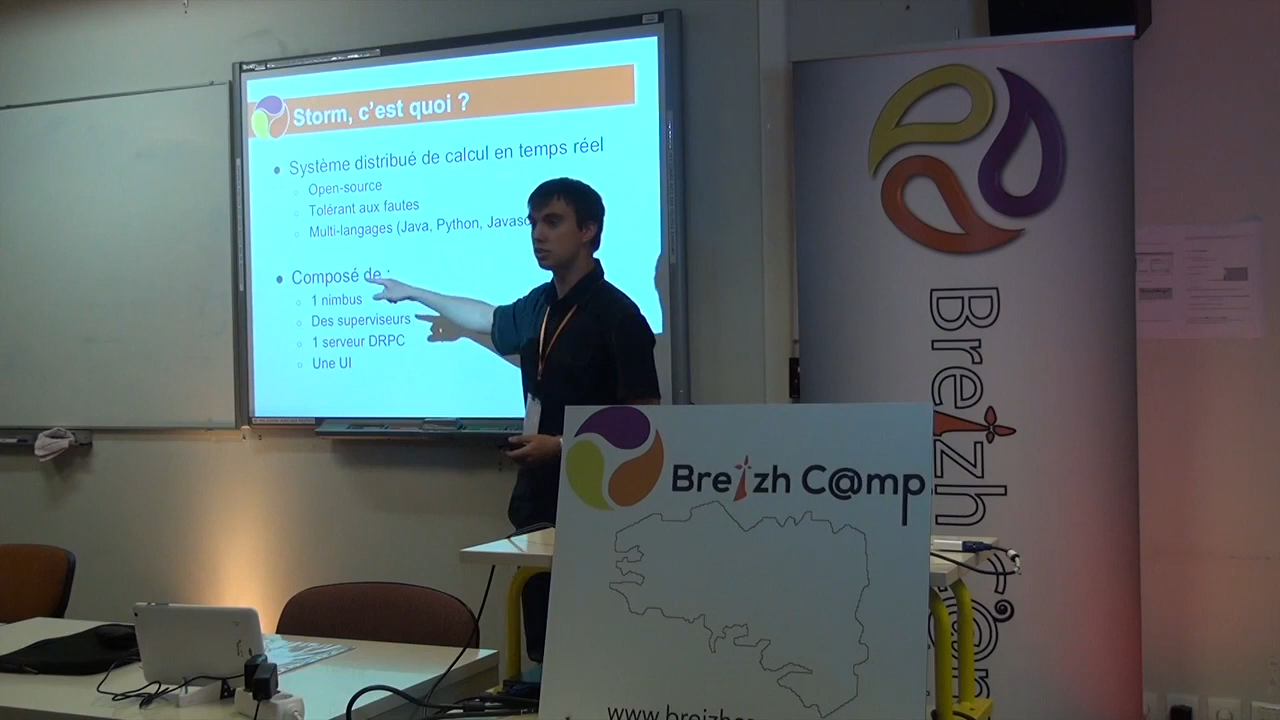 Storm, c'est quoi ?
Système distribué de calcul en temps réel
Open-source
Tolérant aux fautes
Multi-langages (Java, Python,
Composé de :
1 nimbus
Des superviseurs
1 serveur DRPC
Une UI
Breizh C@mp
Breizh C@mp